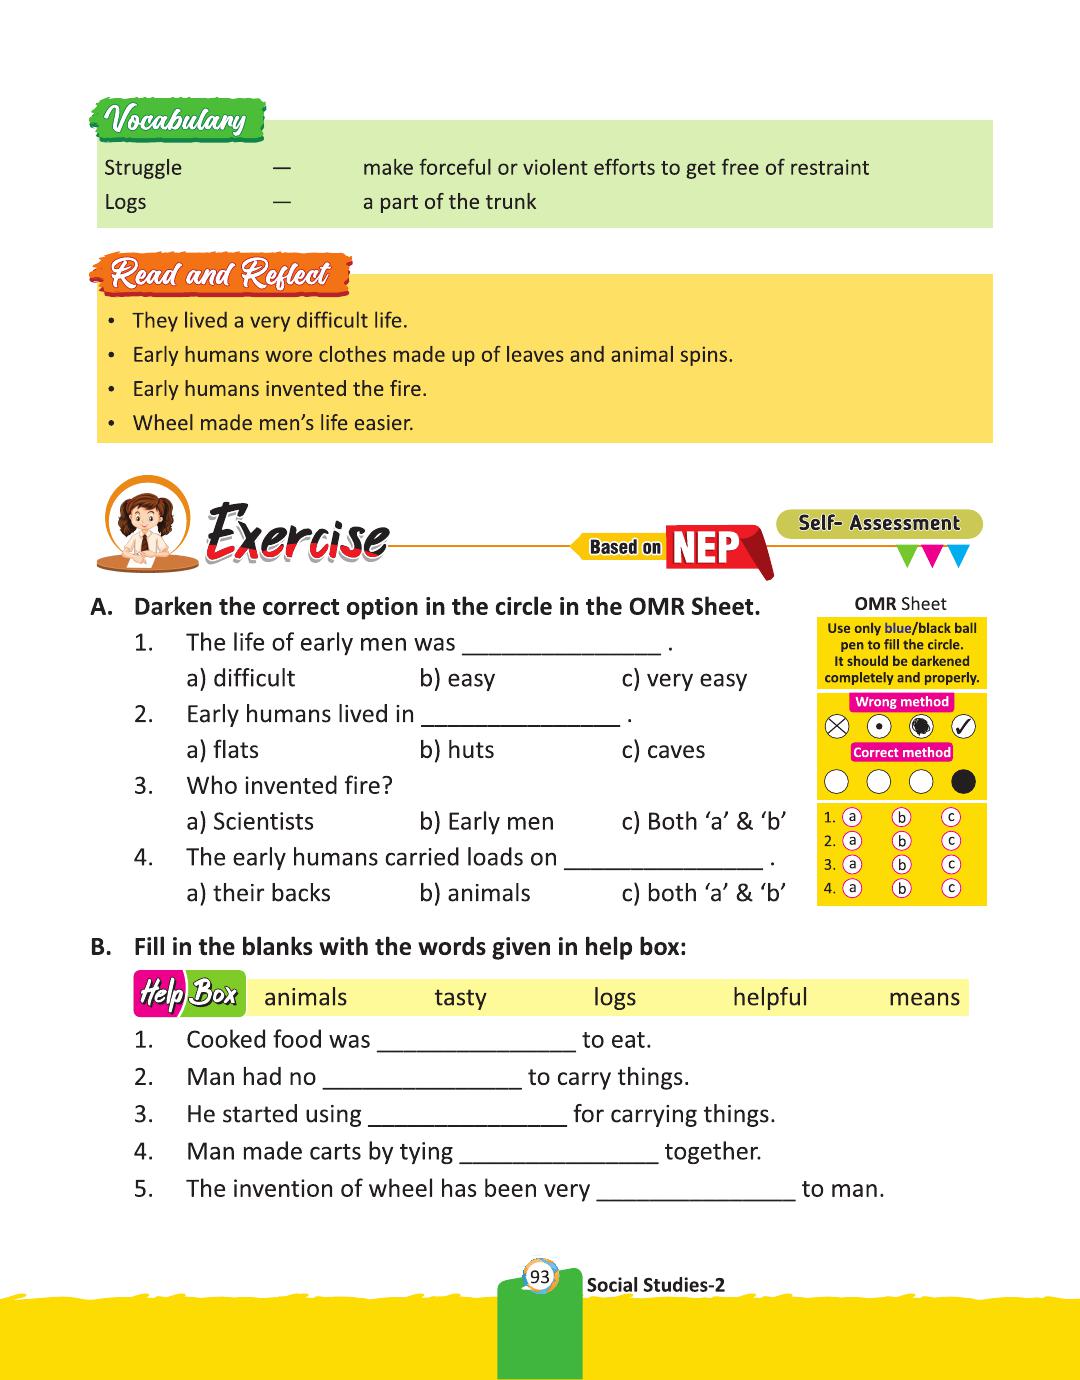 Vocabulary
Struggle — make forceful or violent efforts to get free of restraint
Logs — a part of the trunk
Read and Reflect
• They lived a very difficult life.
• Early humans wore clothes made up of leaves and animal spins.
• Early humans invented the fire.
• Wheel made men's life easier.
Exercise
Based on NEP
Self- Assessment
A. Darken the correct option in the circle in the OMR Sheet.
1. The life of early men was _______________ .
a) difficult b) easy c) very easy
2. Early humans lived in _______________ .
a) flats b) huts c) caves
3. Who invented fire?
a) Scientists b) Early men c) Both ‘a’ & ‘b’
4. The early humans carried loads on _______________ .
a) their backs b) animals c) both ‘a’ & ‘b’
OMR Sheet
Use only blue/black ball
pen to fill the circle.
It should be darkened
completely and properly.
Wrong method
Correct method
1. a b c
2. a b c
3. a b c
4. a b c
B. Fill in the blanks with the words given in help box:
Help Box animals tasty logs helpful means
1. Cooked food was _______________ to eat.
2. Man had no _______________ to carry things.
3. He started using _______________ for carrying things.
4. Man made carts by tying _______________ together.
5. The invention of wheel has been very _______________ to man.
93
Social Studies-2